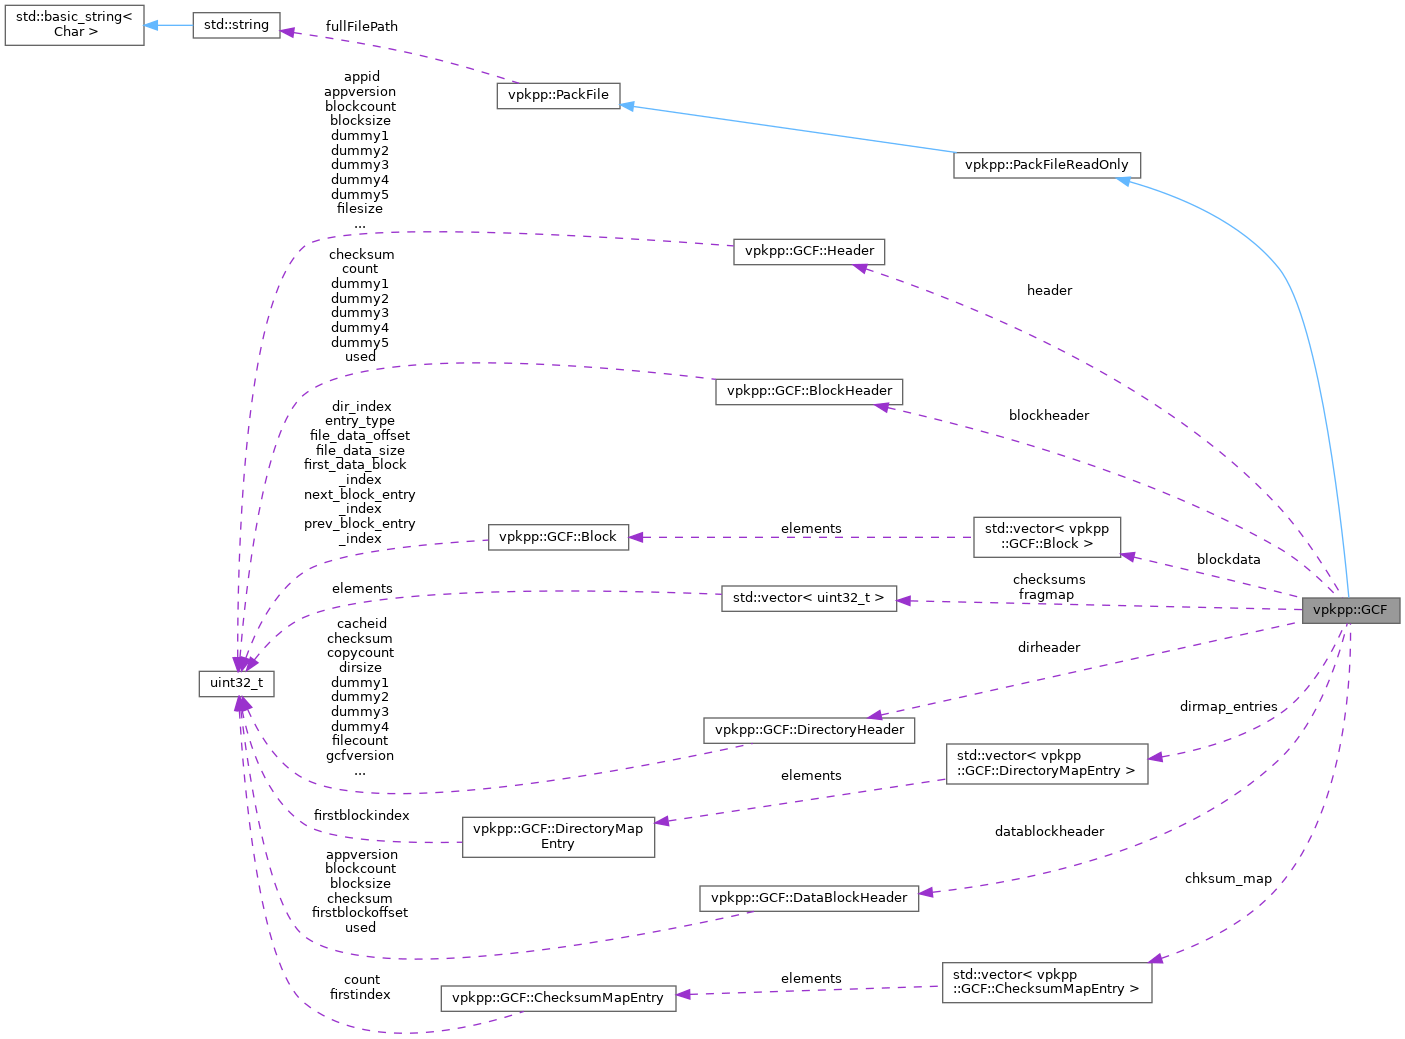 std::basic_string<
Char >
std::string
fullFilePath
vpkpp::PackFile
vpkpp::PackFileReadOnly
appid
appversion
blockcount
blocksize
dummy1
dummy2
dummy3
dummy4
dummy5
filesize
...
vpkpp::GCF::Header
header
checksum
count
dummy1
dummy2
dummy3
dummy4
dummy5
used
vpkpp::GCF::BlockHeader
blockheader
dir_index
entry_type
file_data_offset
file_data_size
first_data_block
_index
next_block_entry
_index
prev_block_entry
_index
vpkpp::GCF::Block
elements
std::vector< vpkpp
::GCF::Block >
blockdata
elements
std::vector< uint32_t >
checksums
fragmap
vpkpp::GCF
uint32_t
cacheid
checksum
copycount
dirsize
dummy1
dummy2
dummy3
dummy4
filecount
gcfversion
...
vpkpp::GCF::DirectoryHeader
dirheader
dirmap_entries
std::vector< vpkpp
::GCF::DirectoryMapEntry >
elements
firstblockindex
vpkpp::GCF::DirectoryMap
Entry
datablockheader
appversion
blockcount
blocksize
checksum
firstblockoffset
used
vpkpp::GCF::DataBlockHeader
chksum_map
count
firstindex
vpkpp::GCF::ChecksumMapEntry
elements
std::vector< vpkpp
::GCF::ChecksumMapEntry >